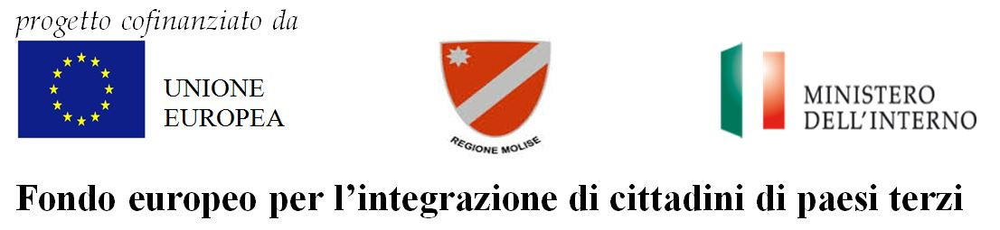 progetto cofinanziato da
UNIONE
EUROPEA
REGIONE MOLISE
MINISTERO
DELL'INTERNO
Fondo europeo per l'integrazione di cittadini di paesi terzi